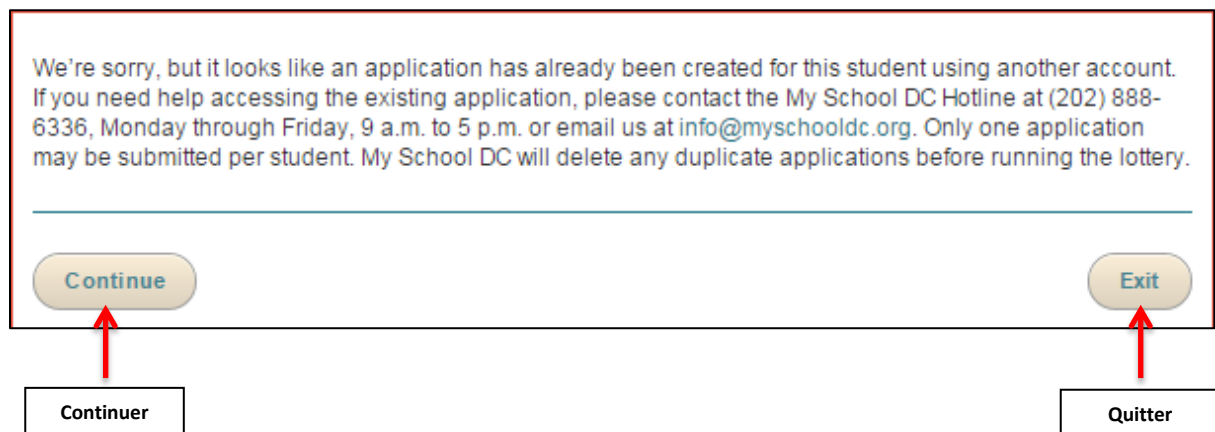 We're sorry, but it looks like an application has already been created for this student using another account.
If you need help accessing the existing application, please contact the My School DC Hotline at (202) 888-
6336, Monday through Friday, 9 a.m. to 5 p.m. or email us at info@myschooldc.org. Only one application
may be submitted per student. My School DC will delete any duplicate applications before running the lottery.
Continue
Exit
Continuer
Quitter